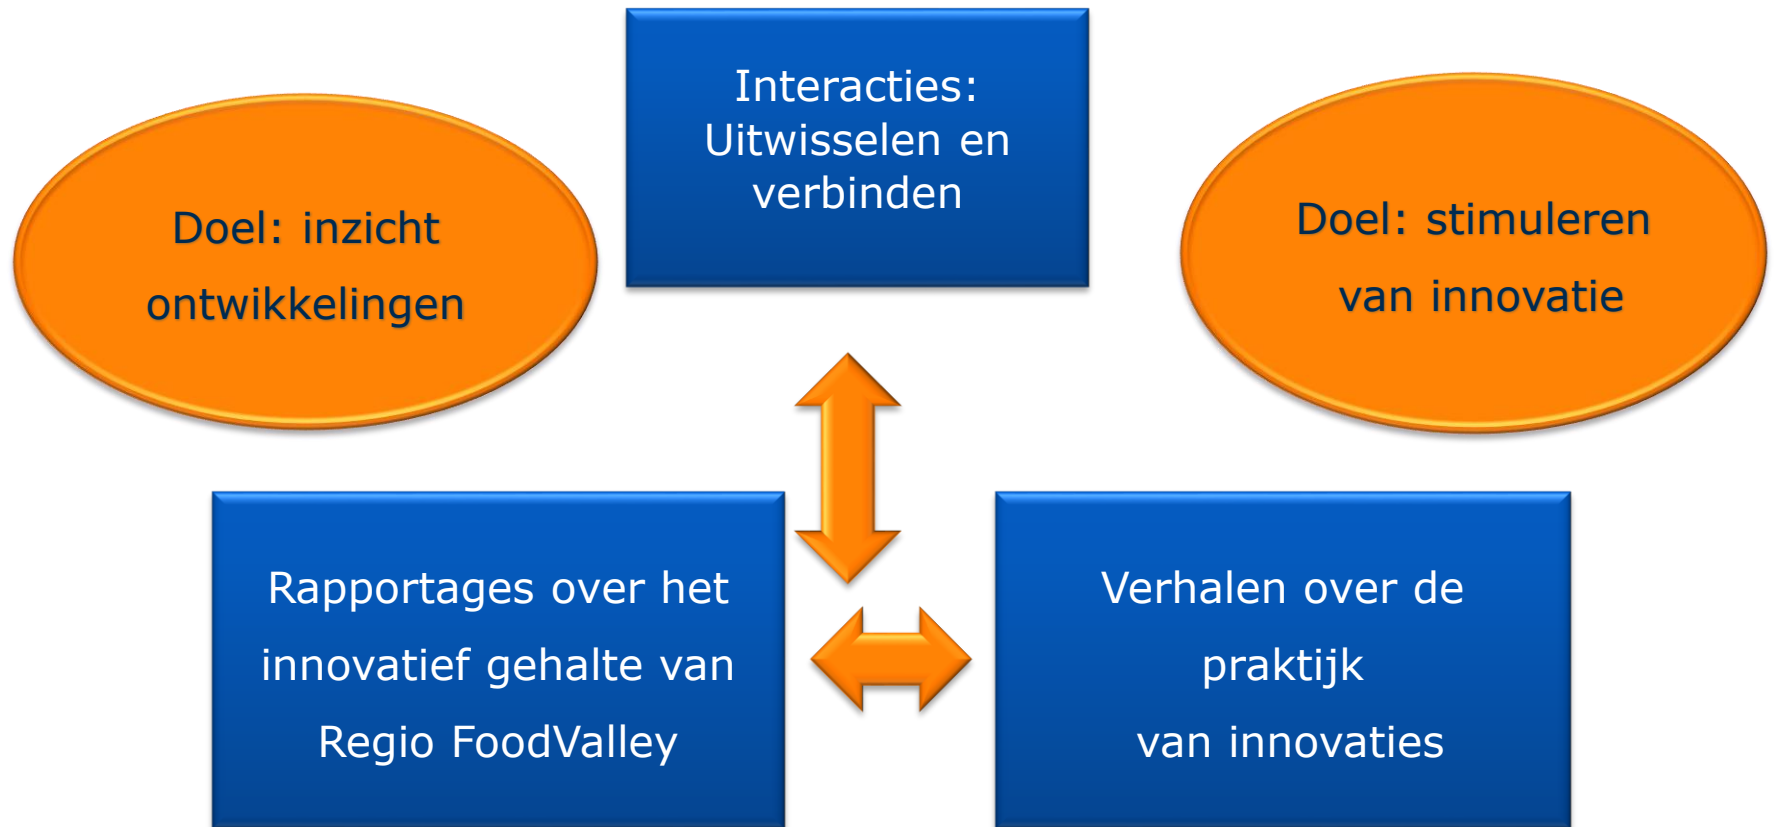 Interacties:
Uitwisselen en
verbinden
Doel: inzicht
ontwikkelingen
Doel: stimuleren
van innovatie
Rapportages over het
innovatief gehalte van
Regio FoodValley
Verhalen over de
praktijk
van innovaties